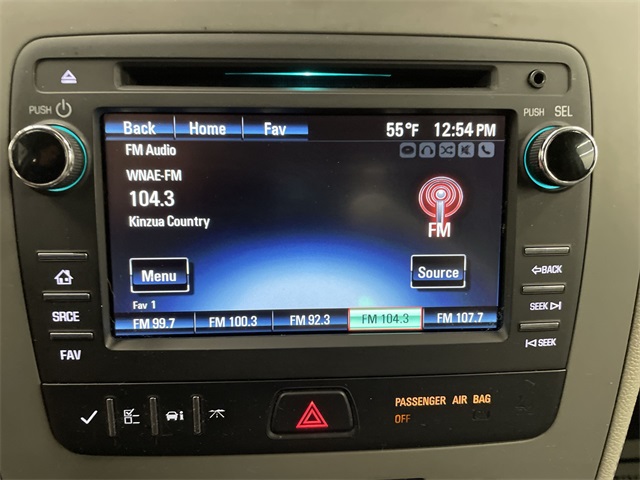 PUSH
PUSH SEL
Back Home Fav 55°F 12:54 PM
FM Audio
WNAE-FM
104.3
Kinzua Country
FM
Menu
Source
Fav 1
FM 99.7 FM 100.3 FM 92.3 FM 104.3 FM 107.7
SRCE
FAV
BACK
SEEK
SEEK
PASSENGER AIR BAG
OFF